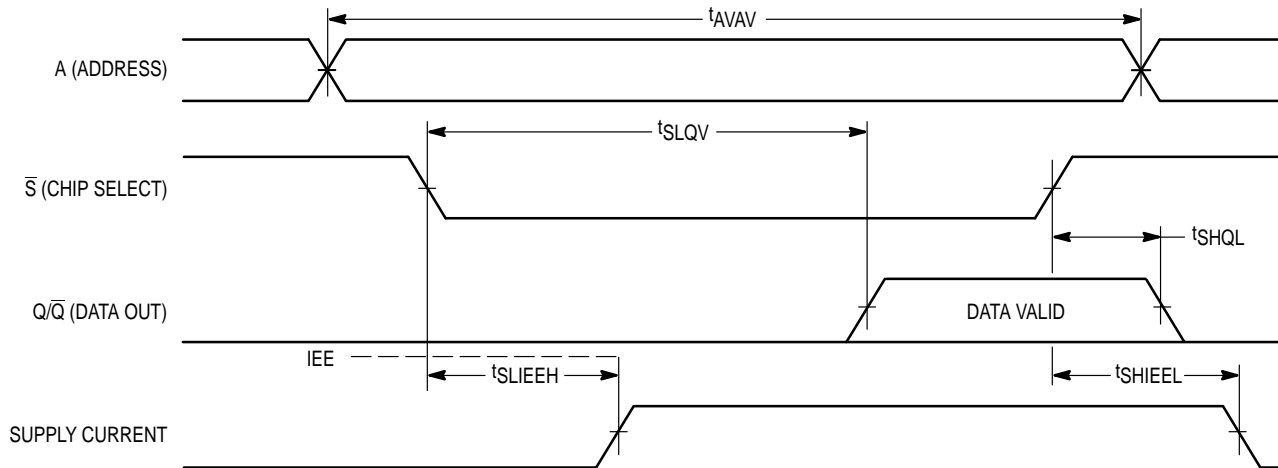 tAVAV
A (ADDRESS)
tSLQV
S̅ (CHIP SELECT)
tSHQL
Q/Q̅ (DATA OUT)
DATA VALID
IEE
tSLIEEH
tSHIEEL
SUPPLY CURRENT